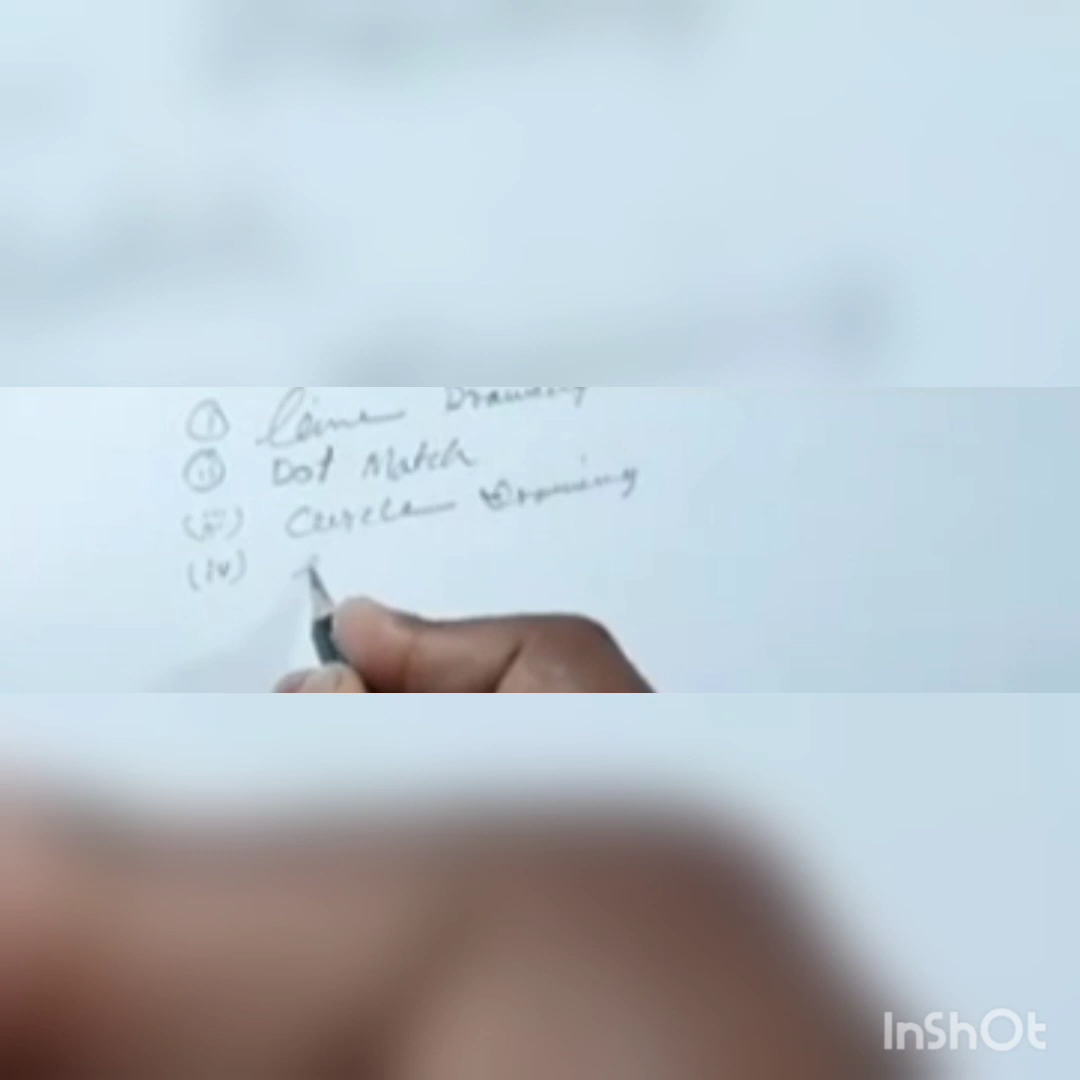 (i) Line Drawing
(ii) Dot Match
(iii) Circle Drawing
(iv)
InShOt